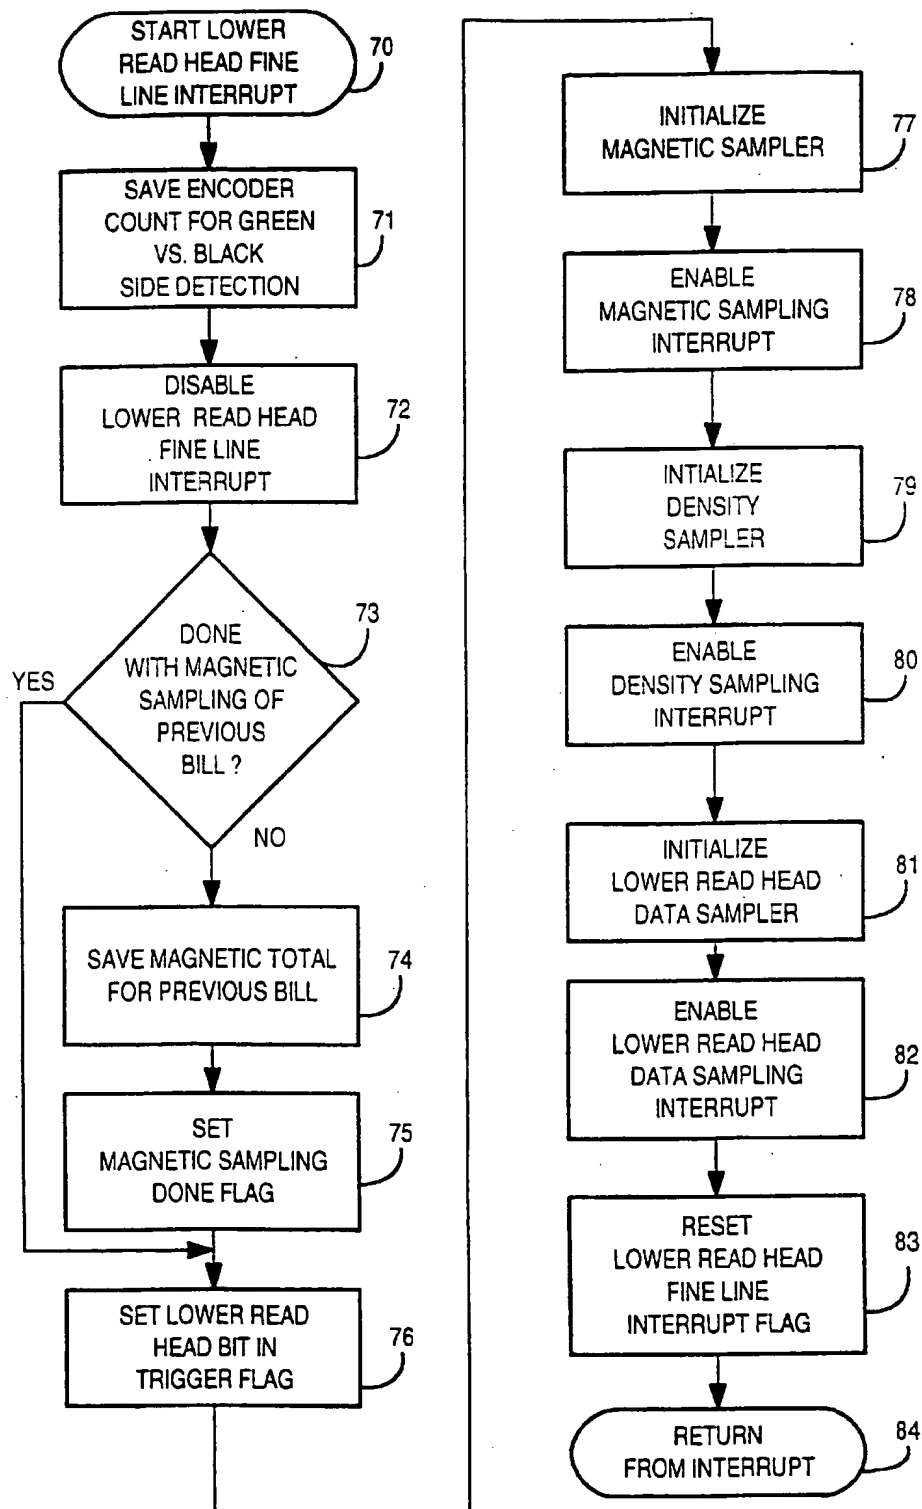 START LOWER
READ HEAD FINE
LINE INTERRUPT
70
SAVE ENCODER
COUNT FOR GREEN
VS. BLACK
SIDE DETECTION
71
DISABLE
LOWER READ HEAD
FINE LINE
INTERRUPT
72
DONE
WITH MAGNETIC
SAMPLING OF
PREVIOUS
BILL ?
73
YES
NO
SAVE MAGNETIC TOTAL
FOR PREVIOUS BILL
74
SET
MAGNETIC SAMPLING
DONE FLAG
75
SET LOWER READ
HEAD BIT IN
TRIGGER FLAG
76
INITIALIZE
MAGNETIC SAMPLER
77
ENABLE
MAGNETIC SAMPLING
INTERRUPT
78
INTIALIZE
DENSITY
SAMPLER
79
ENABLE
DENSITY SAMPLING
INTERRUPT
80
INITIALIZE
LOWER READ HEAD
DATA SAMPLER
81
ENABLE
LOWER READ HEAD
DATA SAMPLING
INTERRUPT
82
RESET
LOWER READ HEAD
FINE LINE
INTERRUPT FLAG
83
RETURN
FROM INTERRUPT
84